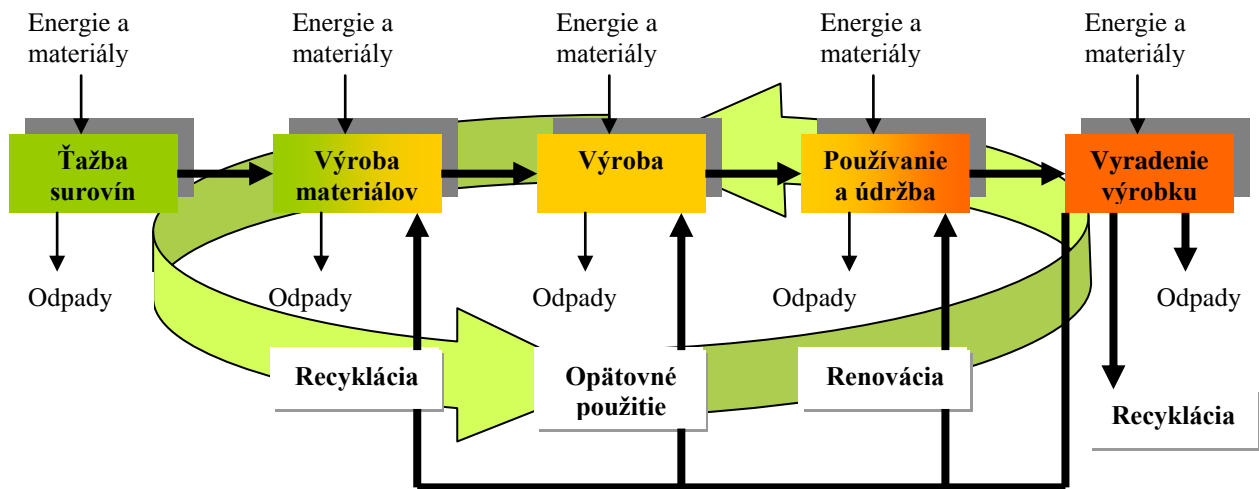 Energie a
materiály
Energie a
materiály
Energie a
materiály
Energie a
materiály
Energie a
materiály
Ťažba
surovín
Výroba
materiálov
Výroba
Používanie
a údržba
Vyradenie
výrobku
Odpady
Odpady
Odpady
Odpady
Odpady
Recyklácia
Opätovné
použitie
Renovácia
Recyklácia